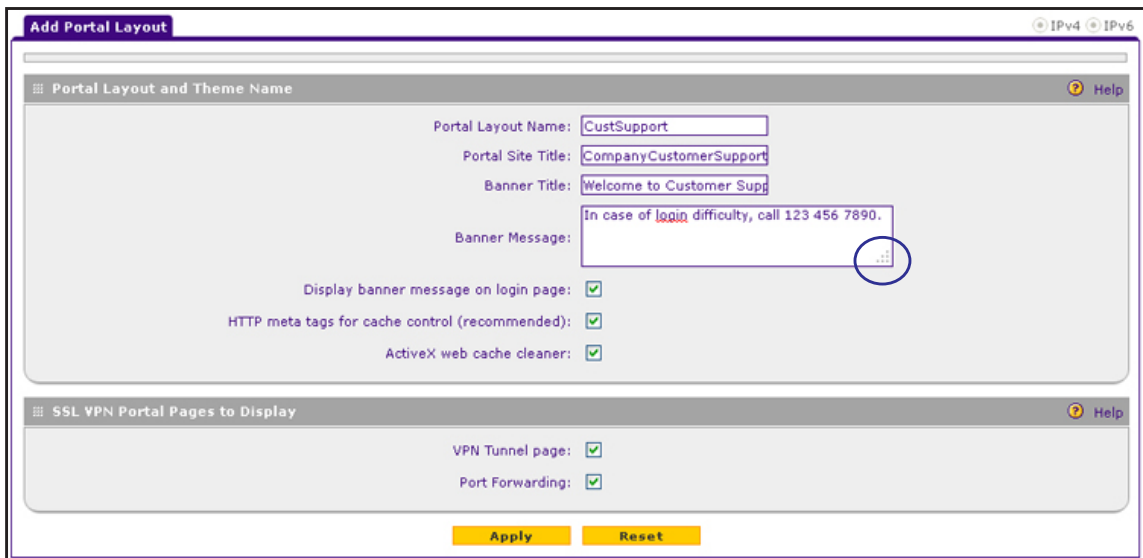 Add Portal Layout
IPv4 IPv6
Portal Layout and Theme Name
Help
Portal Layout Name: CustSupport
Portal Site Title: CompanyCustomerSupport
Banner Title: Welcome to Customer Supp
In case of login difficulty, call 123 456 7890.
Banner Message:
Display banner message on login page:
HTTP meta tags for cache control (recommended):
ActiveX web cache cleaner:
SSL VPN Portal Pages to Display
Help
VPN Tunnel page:
Port Forwarding:
Apply Reset